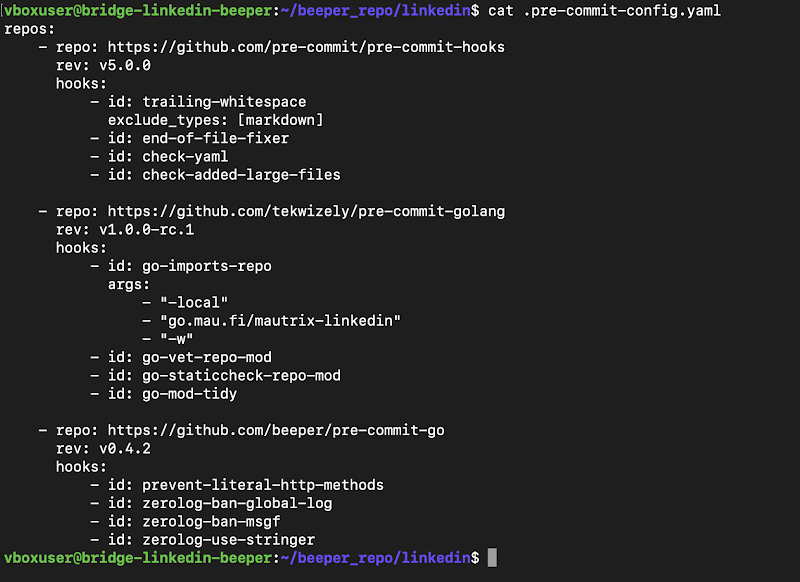 [vboxuser@bridge-linkedin-beeper:~/beeper_repo/linkedin$ cat .pre-commit-config.yaml
repos:
    - repo: https://github.com/pre-commit/pre-commit-hooks
      rev: v5.0.0
      hooks:
          - id: trailing-whitespace
            exclude_types: [markdown]
          - id: end-of-file-fixer
          - id: check-yaml
          - id: check-added-large-files

    - repo: https://github.com/tekwizely/pre-commit-golang
      rev: v1.0.0-rc.1
      hooks:
          - id: go-imports-repo
            args:
                - "-local"
                - "go.mau.fi/mautrix-linkedin"
                - "-w"
          - id: go-vet-repo-mod
          - id: go-staticcheck-repo-mod
          - id: go-mod-tidy

    - repo: https://github.com/beeper/pre-commit-go
      rev: v0.4.2
      hooks:
          - id: prevent-literal-http-methods
          - id: zerolog-ban-global-log
          - id: zerolog-ban-msgf
          - id: zerolog-use-stringer
vboxuser@bridge-linkedin-beeper:~/beeper_repo/linkedin$